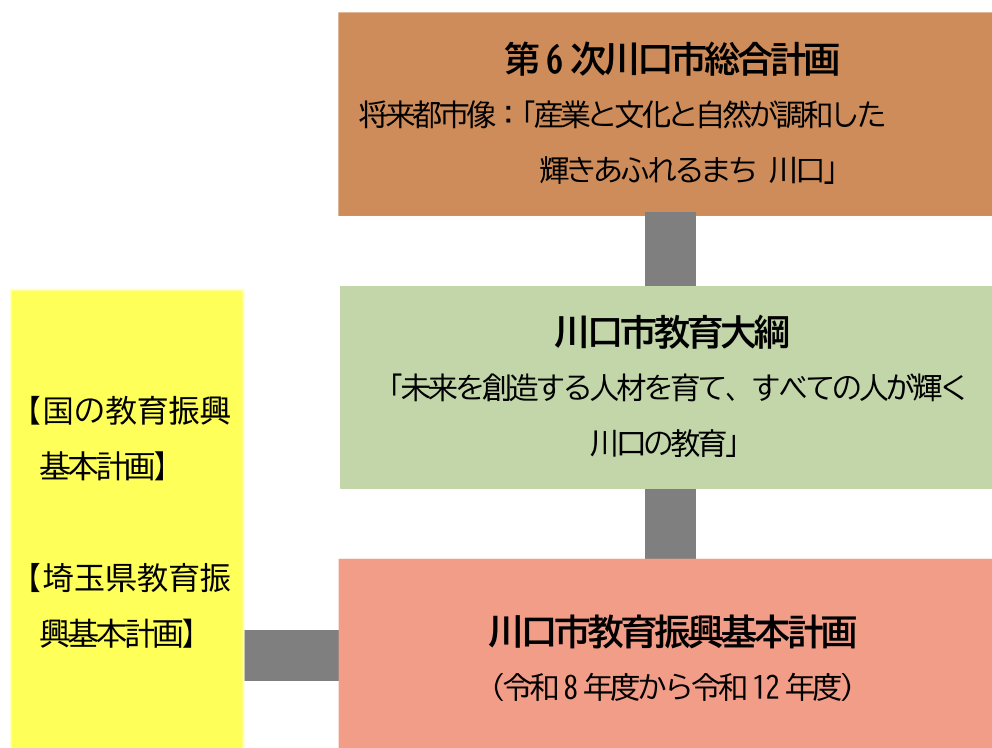 第6次川口市総合計画
将来都市像：「産業と文化と自然が調和した
輝きあふれるまち 川口」
川口市教育大綱
「未来を創造する人材を育て、すべての人が輝く
川口の教育」
【国の教育振興
基本計画】
【埼玉県教育振
興基本計画】
川口市教育振興基本計画
（令和8年度から令和12年度）